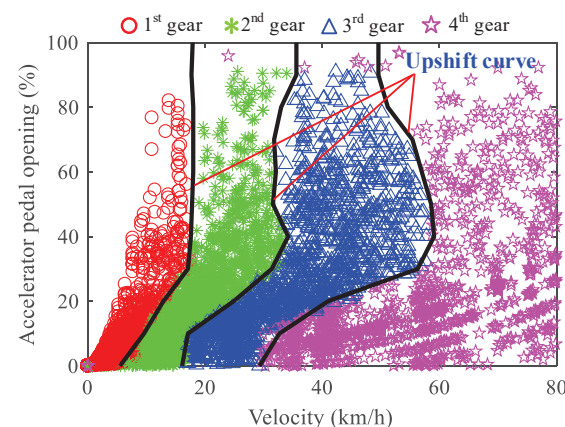 1st gear 2nd gear 3rd gear 4th gear
Upshift curve
Accelerator pedal opening (%)
100
80
60
40
20
0
0 20 40 60 80
Velocity (km/h)